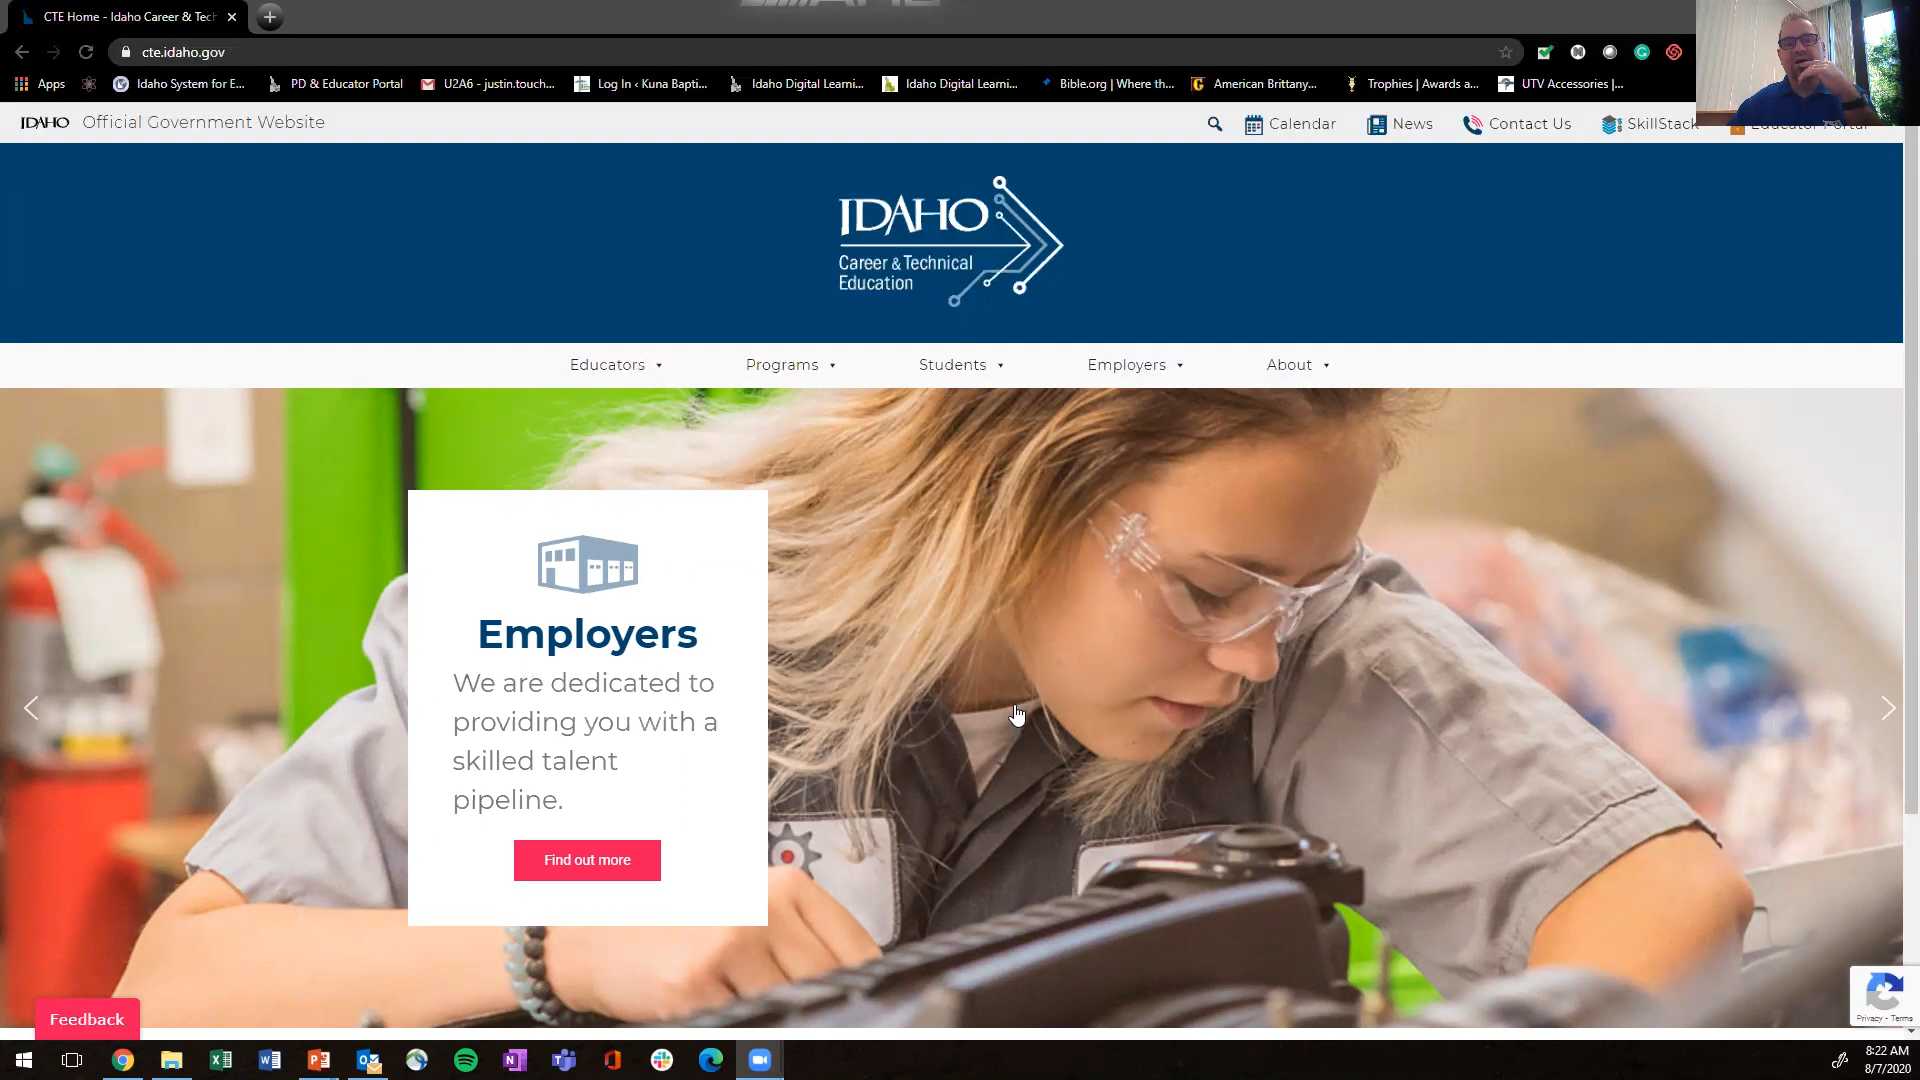 CTE Home - Idaho Career & Tech
cte.idaho.gov
Apps
Idaho System for E...
PD & Educator Portal
U2A6 - justin.touch...
Log In ‹ Kuna Bapti...
Idaho Digital Learni...
Idaho Digital Learni...
Bible.org | Where th...
American Brittany...
Trophies | Awards a...
UTV Accessories |...
IDAHO Official Government Website
Calendar
News
Contact Us
SkillStack
Educator Portal
IDAHO
Career & Technical
Education
Educators
Programs
Students
Employers
About
Employers
We are dedicated to
providing you with a
skilled talent
pipeline.
Find out more
Feedback
Privacy - Terms
8:22 AM
8/7/2020